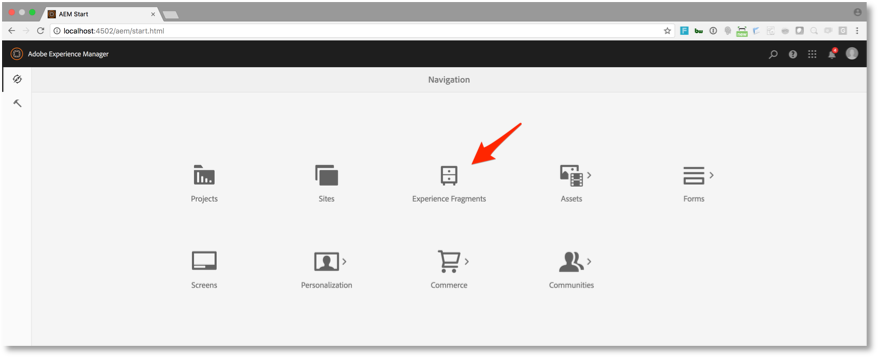 AEM Start
localhost:4502/aem/start.html
Adobe Experience Manager
Navigation
Projects
Sites
Experience Fragments
Assets
Forms
Screens
Personalization
Commerce
Communities